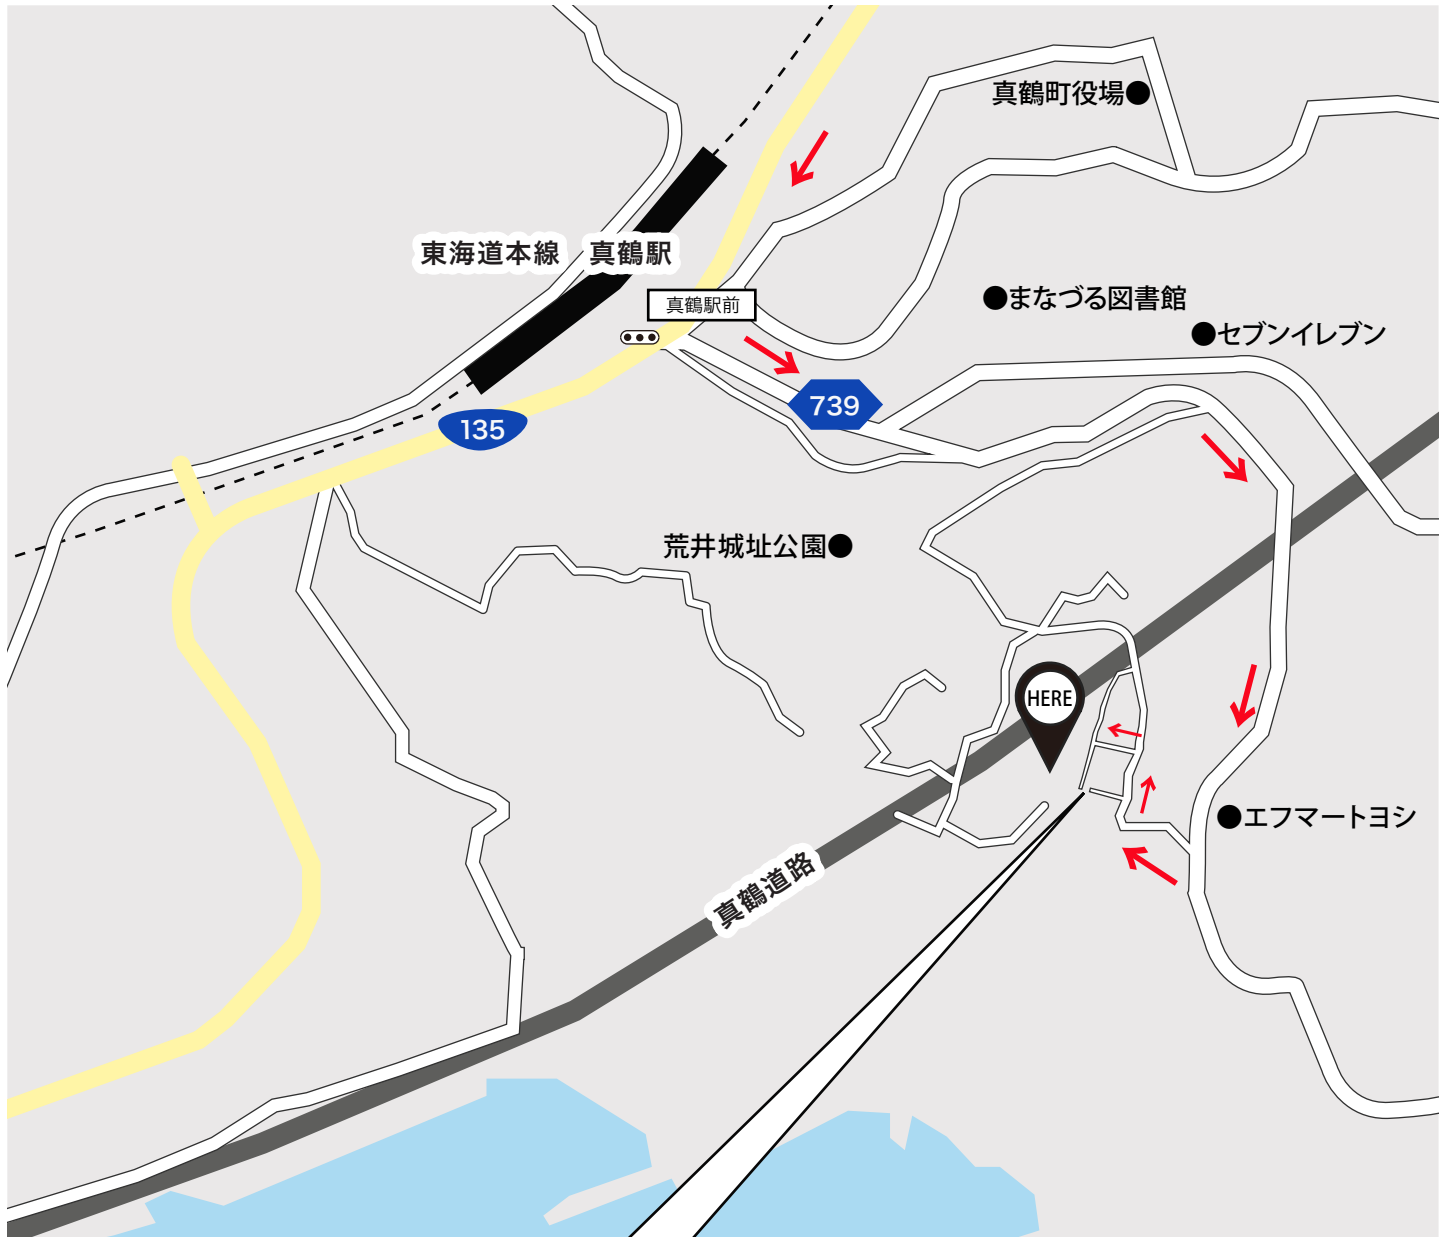 真鶴町役場
東海道本線 真鶴駅
真鶴駅前
まなづる図書館
セブンイレブン
739
135
荒井城址公園
HERE
エフマートヨシ
真鶴道路